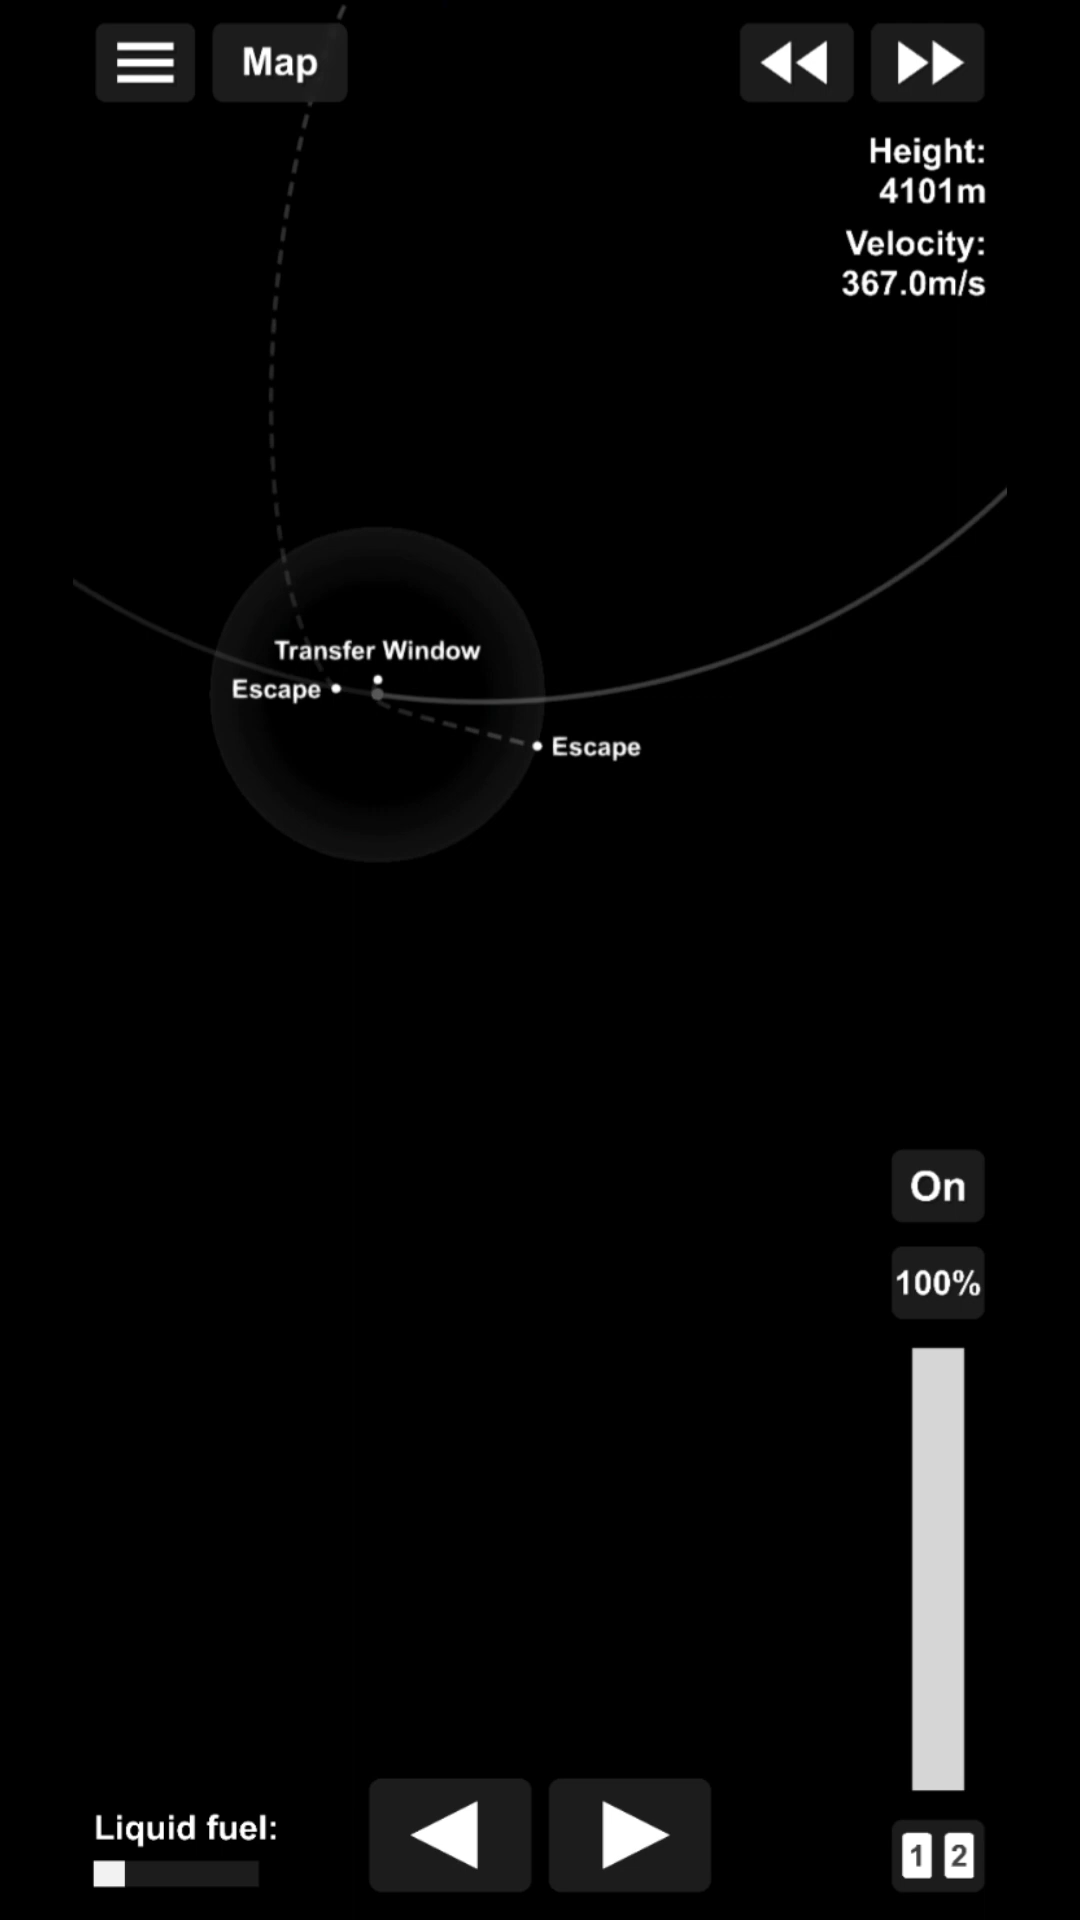 Map
Height:
4101m
Velocity:
367.0m/s
Transfer Window
Escape
Escape
On
100%
Liquid fuel:
1 2